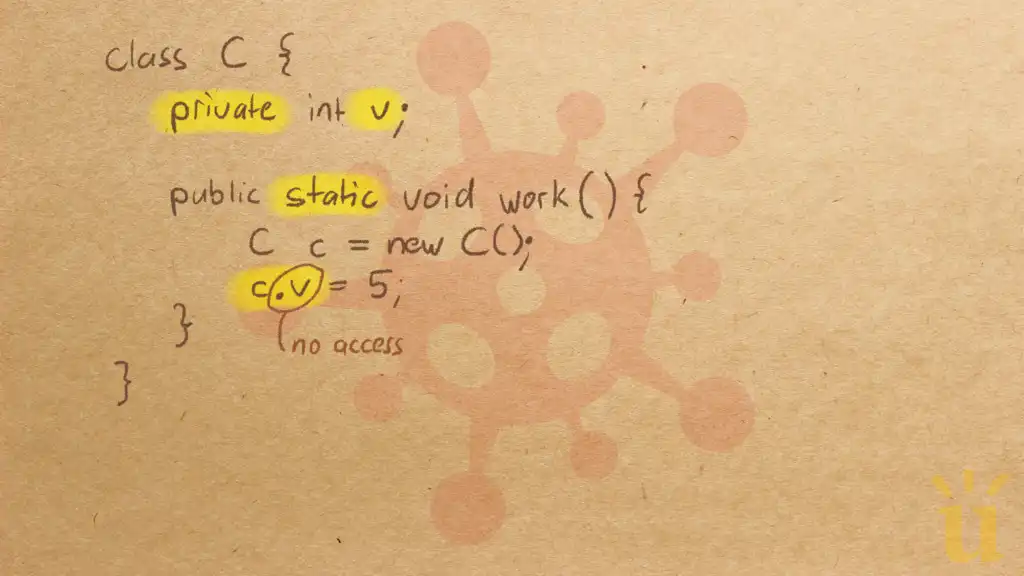 class C {
private int v;
public static void work() {
C c = new C();
c.v = 5;
no access
}
}
ü